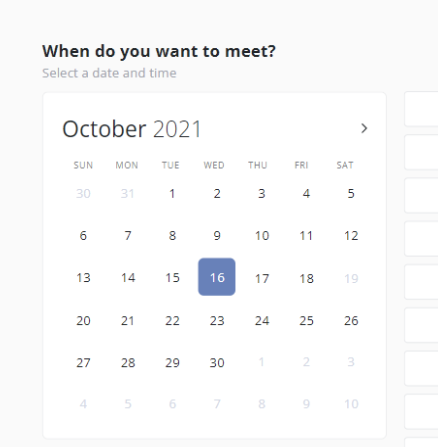 When do you want to meet?
Select a date and time
October 2021 >
SUN MON TUE WED THU FRI SAT
30 31 1 2 3 4 5
6 7 8 9 10 11 12
13 14 15 16 17 18 19
20 21 22 23 24 25 26
27 28 29 30 1 2 3
4 5 6 7 8 9 10